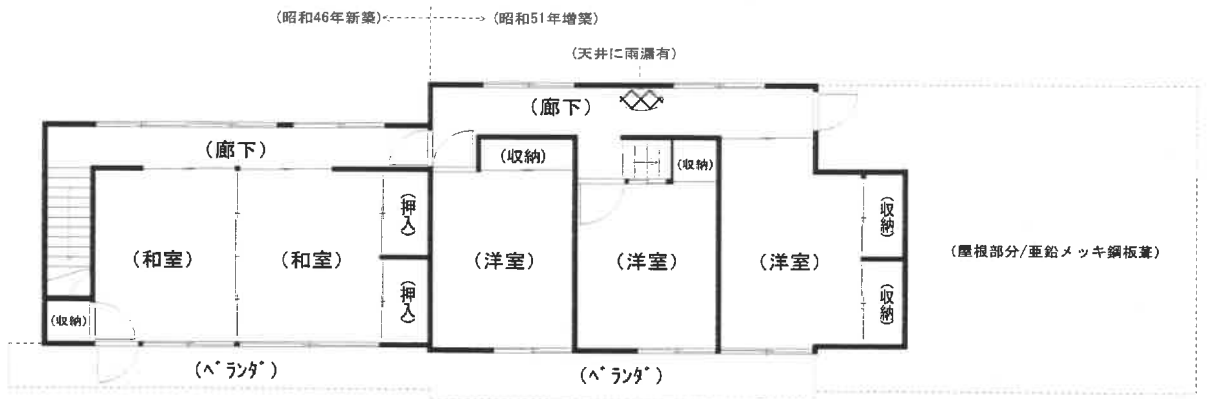 (昭和46年新築)
(昭和51年増築)
(天井に雨漏有)
(廊下)
(廊下)
(収納)
(収納)
(押入)
(収納)
(和室)
(和室)
(洋室)
(洋室)
(洋室)
(屋根部分/亜鉛メッキ鋼板葺)
(押入)
(収納)
(収納)
(ベランダ)
(ベランダ)